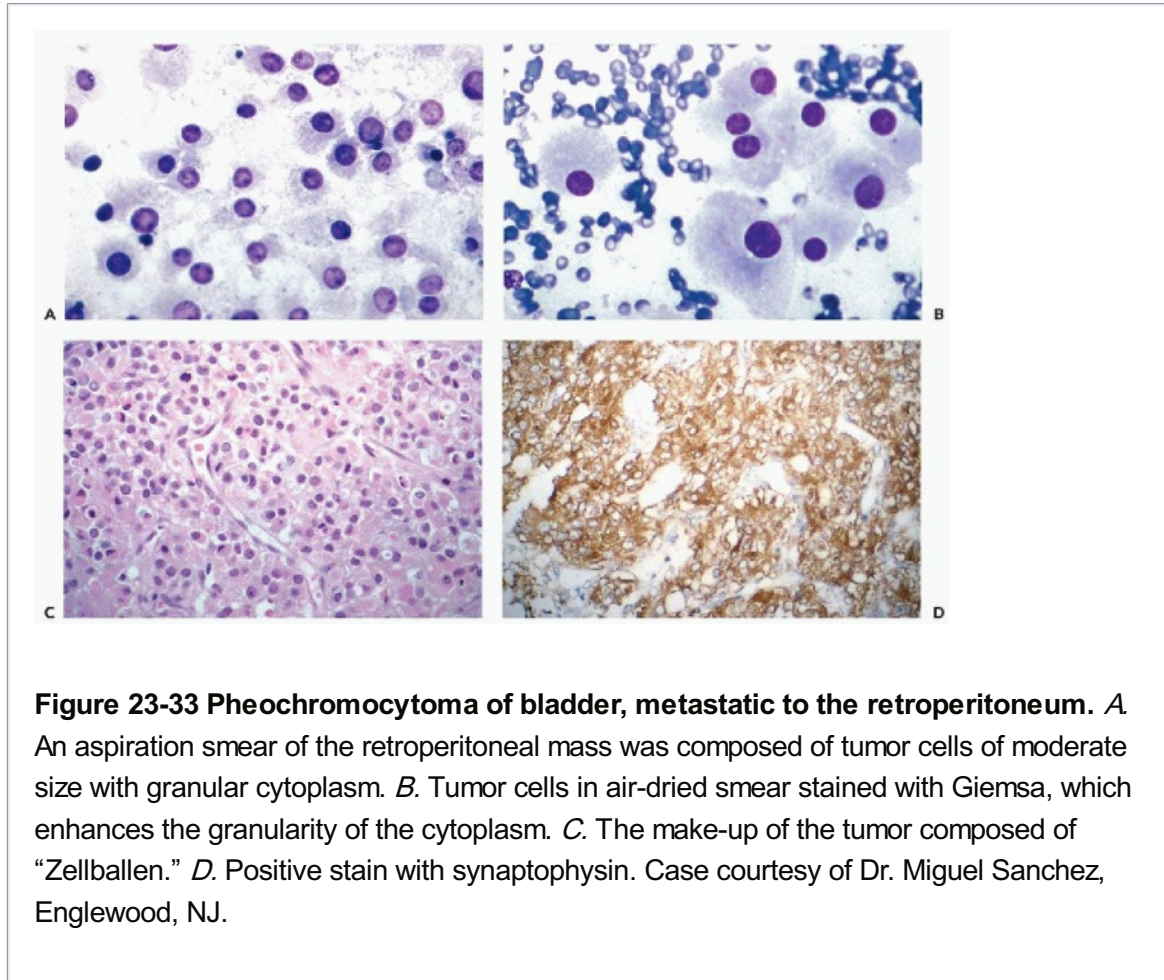 A
B
C
D
Figure 23-33 Pheochromocytoma of bladder, metastatic to the retroperitoneum. A.
An aspiration smear of the retroperitoneal mass was composed of tumor cells of moderate
size with granular cytoplasm. B. Tumor cells in air-dried smear stained with Giemsa, which
enhances the granularity of the cytoplasm. C. The make-up of the tumor composed of
“Zellballen.” D. Positive stain with synaptophysin. Case courtesy of Dr. Miguel Sanchez,
Englewood, NJ.